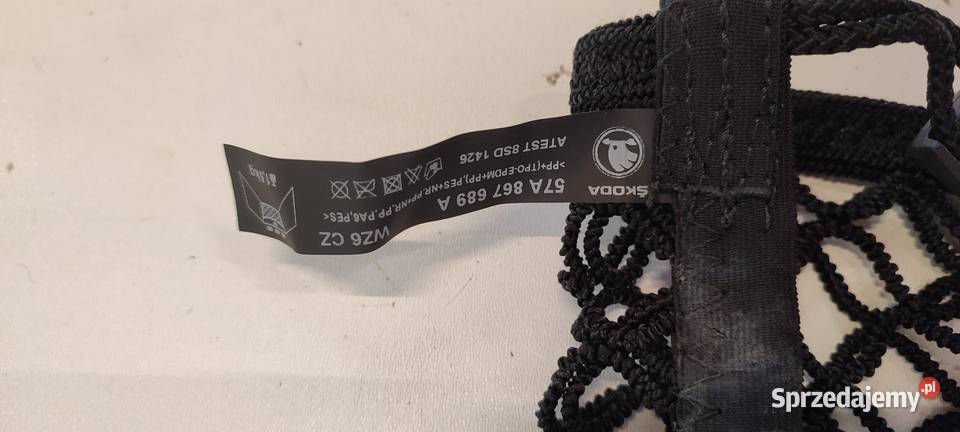 ŠKODA
57A 867 689 A
WZ6 CZ
>PP+(TPO-EPDM+PP),PES+NR,PP+NR,PP,PA6,PES<
ATEST 8SD 1426
Sprzedajemy.pl